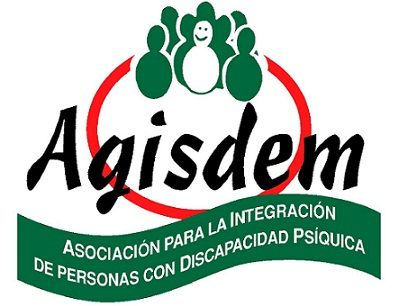 Agisdem
ASOCIACIÓN PARA LA INTEGRACIÓN
DE PERSONAS CON DISCAPACIDAD PSÍQUICA